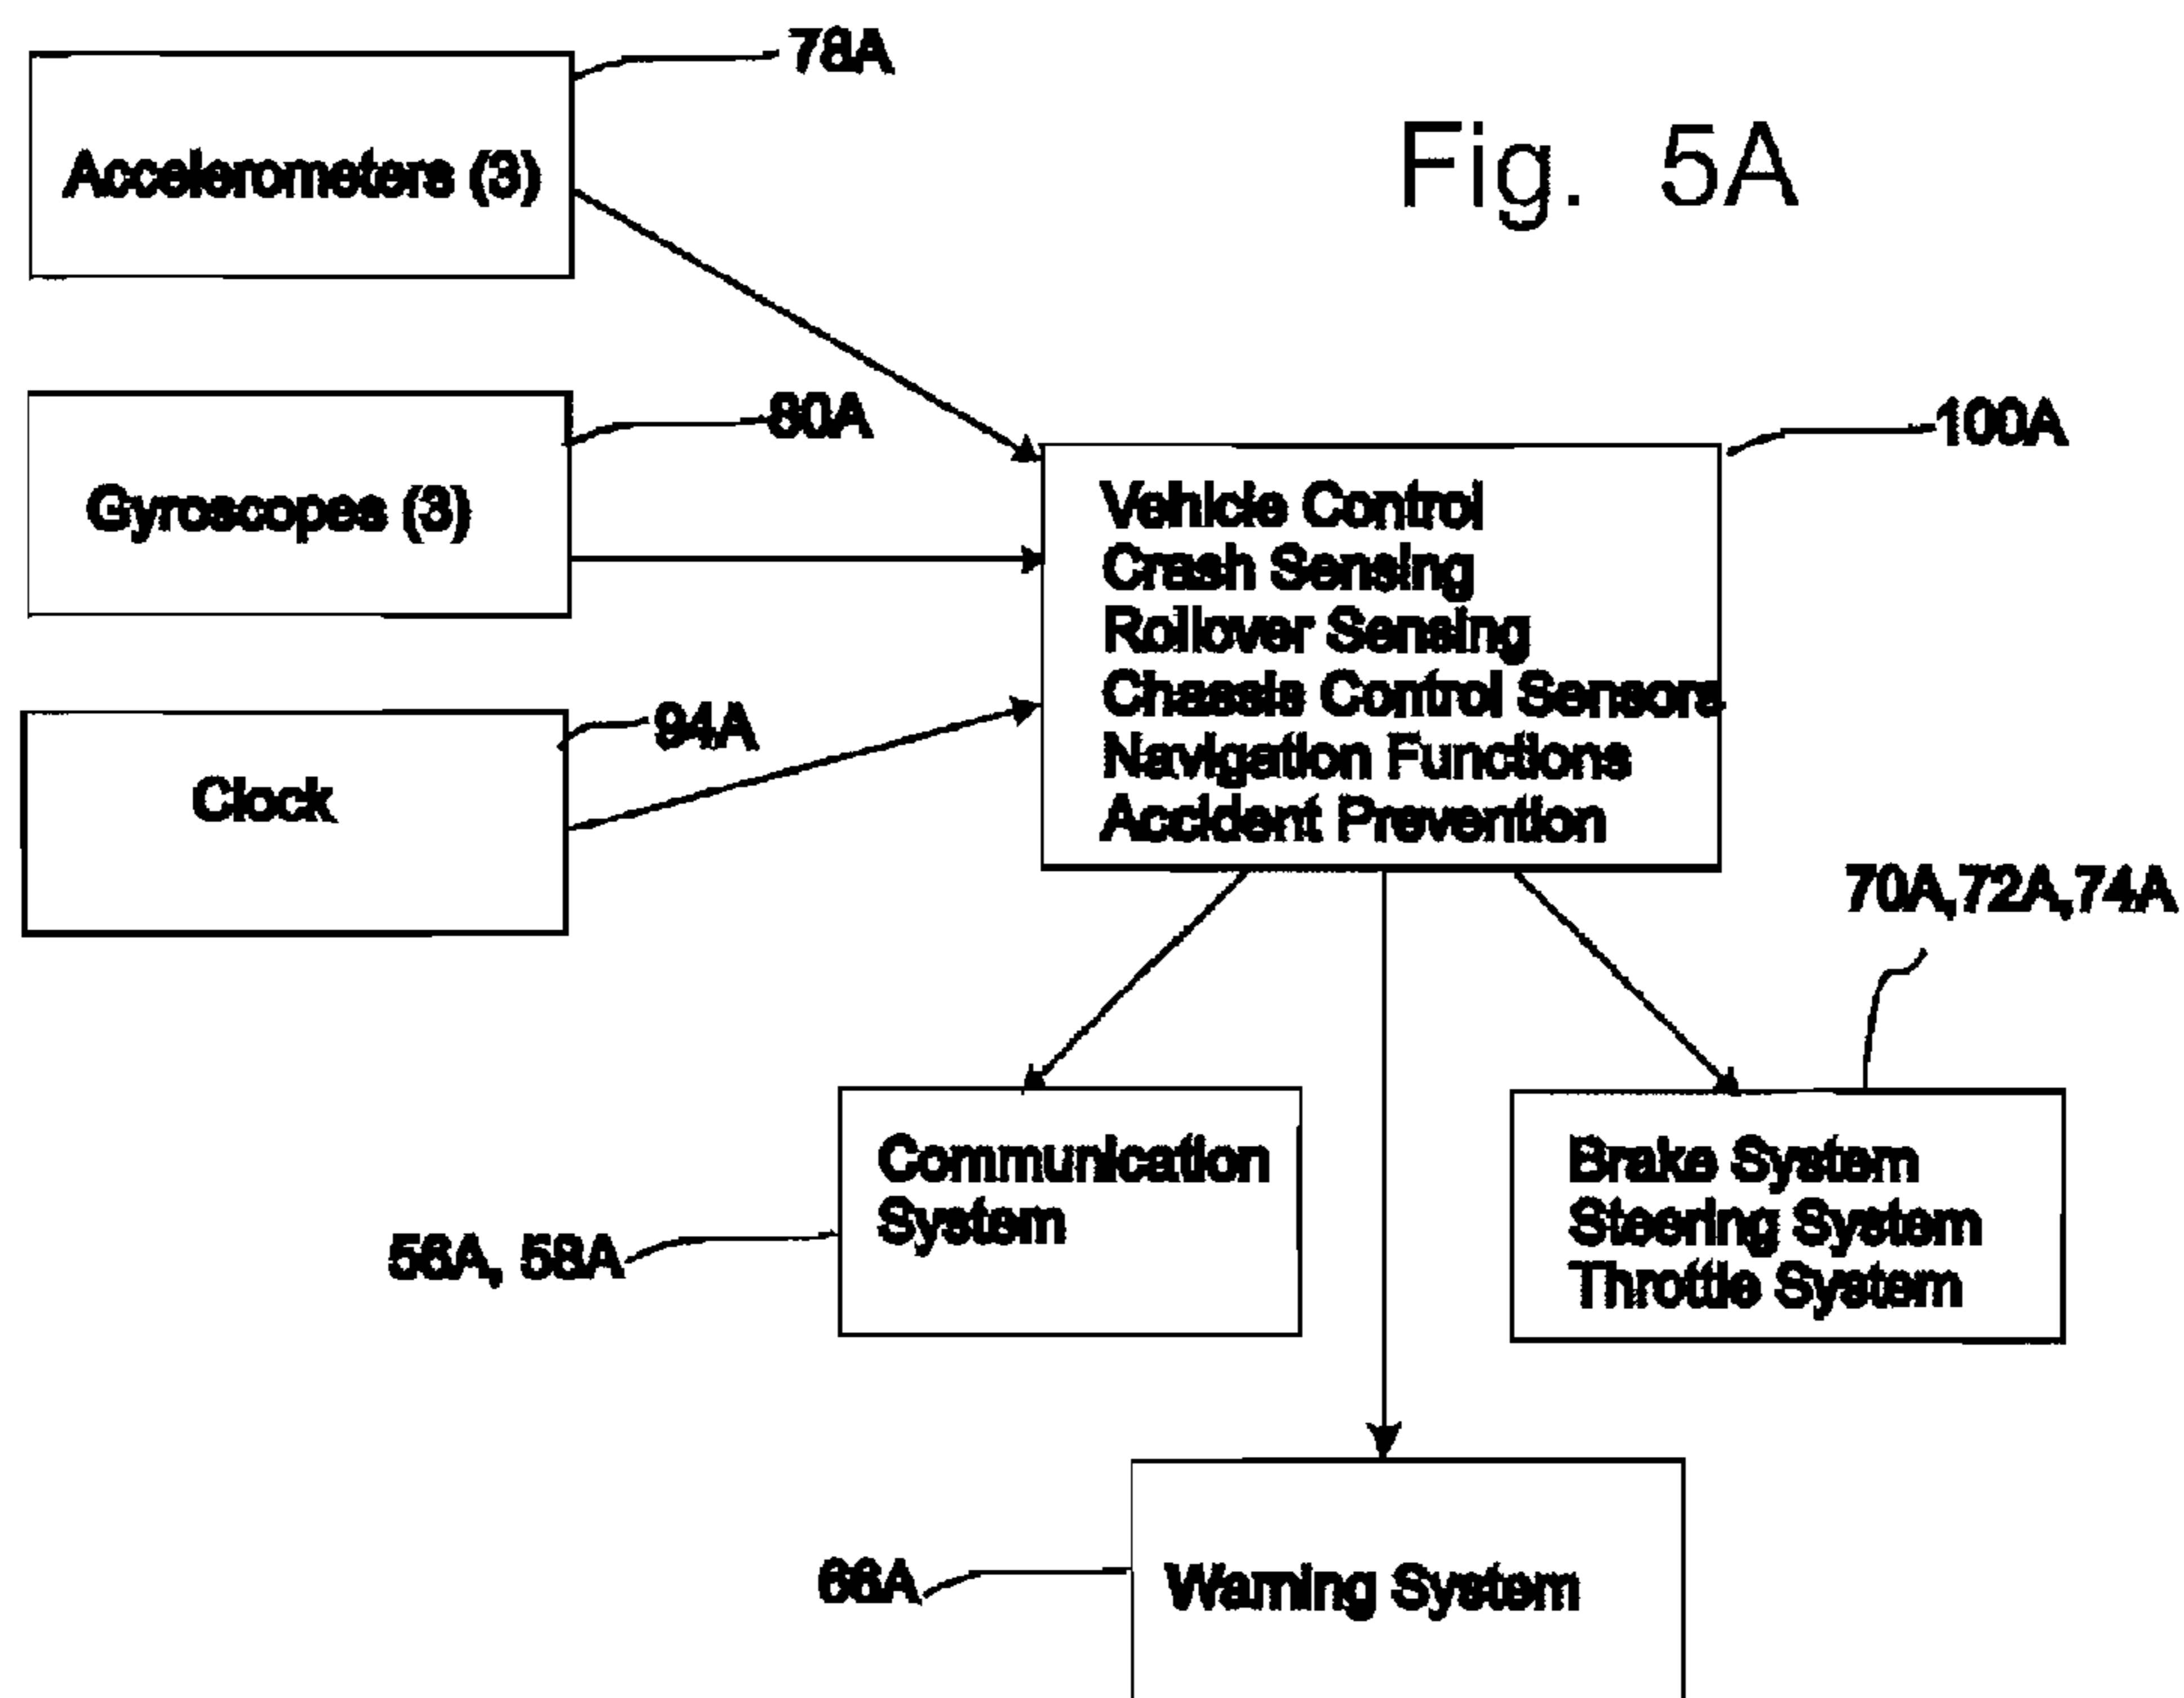 78A
Accelerometers (3)
Fig. 5A
80A
Gyroscopes (3)
100A
Vehicle Control
Crash Sensing
Rollover Sensing
Chassis Control Sensors
Navigation Functions
Accident Prevention
94A
Clock
70A,72A,74A
Communication
System
56A, 58A
Brake System
Steering System
Throttle System
66A
Warning System